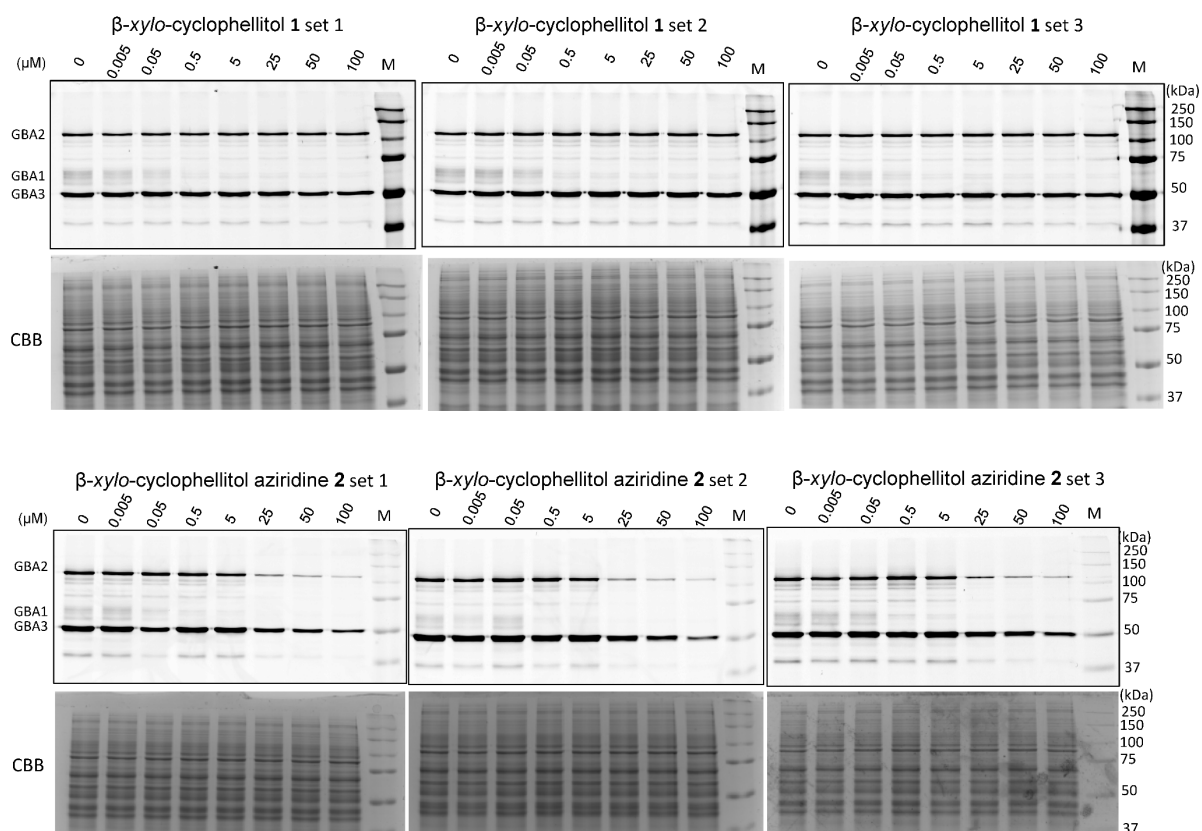 β-xylo-cyclophellitol 1 set 1
β-xylo-cyclophellitol 1 set 2
β-xylo-cyclophellitol 1 set 3
(μM) 0 0.005 0.05 0.5 5 25 50 100 M
0 0.005 0.05 0.5 5 25 50 100 M
0 0.005 0.05 0.5 5 25 50 100 M
(kDa)
250
150
100
75
50
37
GBA2
GBA1
GBA3
(kDa)
250
150
100
75
50
37
CBB
β-xylo-cyclophellitol aziridine 2 set 1
β-xylo-cyclophellitol aziridine 2 set 2
β-xylo-cyclophellitol aziridine 2 set 3
(μM) 0 0.005 0.05 0.5 5 25 50 100 M
0 0.005 0.05 0.5 5 25 50 100 M
0 0.005 0.05 0.5 5 25 50 100 M
(kDa)
250
150
100
75
50
37
GBA2
GBA1
GBA3
(kDa)
250
150
100
75
50
37
CBB